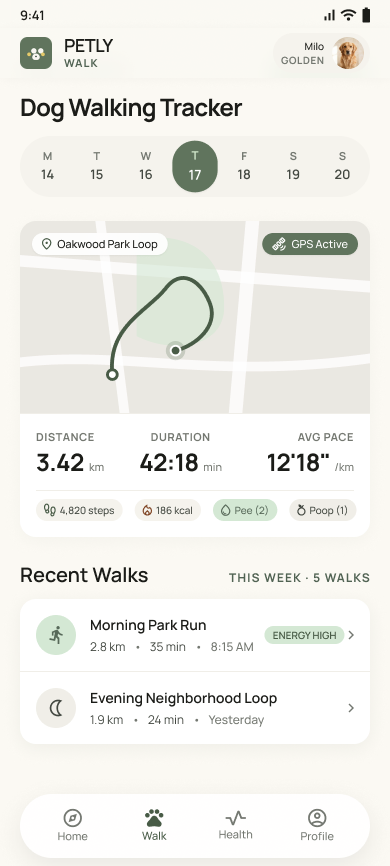 9:41
PETLY
WALK
Milo
GOLDEN
Dog Walking Tracker
M T W T F S S
14 15 16 17 18 19 20
Oakwood Park Loop
GPS Active
DISTANCE DURATION AVG PACE
3.42 km 42:18 min 12'18" /km
4,820 steps 186 kcal Pee (2) Poop (1)
Recent Walks
THIS WEEK · 5 WALKS
Morning Park Run
2.8 km • 35 min • 8:15 AM
ENERGY HIGH
Evening Neighborhood Loop
1.9 km • 24 min • Yesterday
Home Walk Health Profile